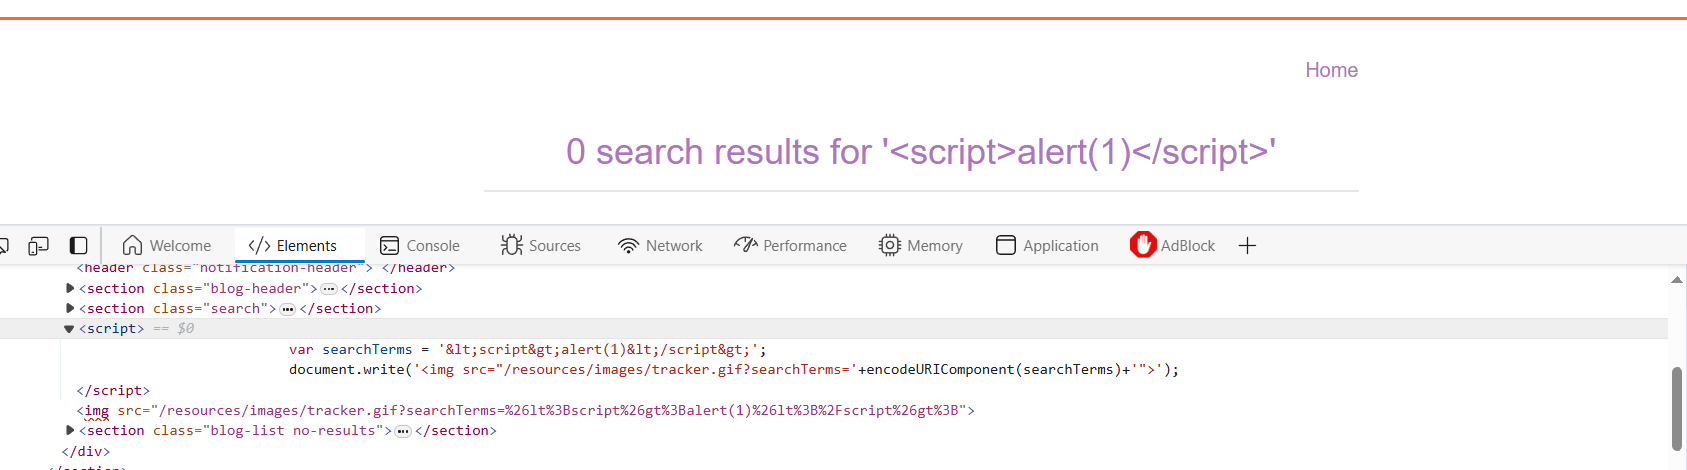 Home
0 search results for '<script>alert(1)</script>'
Welcome
Elements
Console
Sources
Network
Performance
Memory
Application
AdBlock
<header class="notification-header"> </header>
<section class="blog-header"> </section>
<section class="search"> </section>
<script> == $0
var searchTerms = '&lt;script&gt;alert(1)&lt;/script&gt;';
document.write('<img src="/resources/images/tracker.gif?searchTerms='+encodeURIComponent(searchTerms)+'">');
</script>
<img src="/resources/images/tracker.gif?searchTerms=%26lt%3Bscript%26gt%3Balert(1)%26lt%3B%2Fscript%26gt%3B">
<section class="blog-list no-results"> </section>
</div>